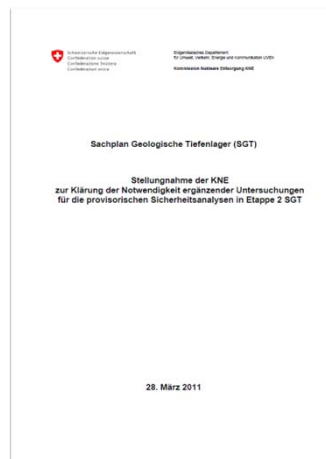 Schweizerische Eidgenossenschaft
Confédération suisse
Confederazione Svizzera
Confederaziun svizra
Eidgenössisches Departement
für Umwelt, Verkehr, Energie und Kommunikation UVEK
Kommission Nukleare Entsorgung KNE
Sachplan Geologische Tiefenlager (SGT)
Stellungnahme der KNE
zur Klärung der Notwendigkeit ergänzender Untersuchungen
für die provisorischen Sicherheitsanalysen in Etappe 2 SGT
28. März 2011